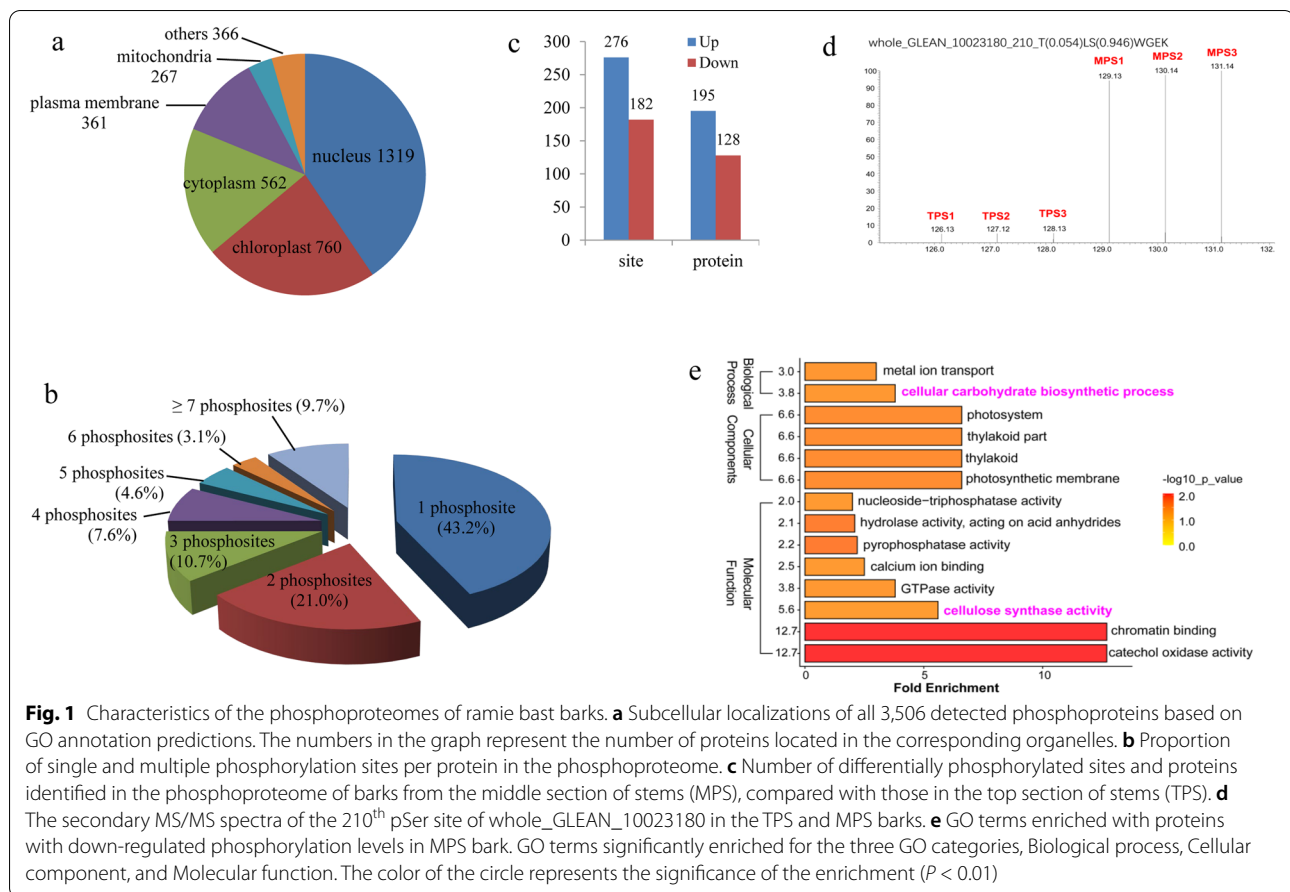 a
others 366
mitochondria
267
plasma membrane
361
nucleus 1319
cytoplasm 562
chloroplast 760
c
300
250
200
150
100
50
0
276
182
195
128
site
protein
Up
Down
d
whole_GLEAN_10023180_210_T(0.054)LS(0.946)WGEK
MPS1
129.13
MPS2
130.14
MPS3
131.14
100
90
80
70
60
50
40
30
20
10
0
TPS1
126.13
TPS2
127.12
TPS3
128.13
126.0
127.0
128.0
129.0
130.0
131.0
132.
b
≥ 7 phosphosites (9.7%)
6 phosphosites (3.1%)
5 phosphosites
(4.6%)
4 phosphosites
(7.6%)
3 phosphosites
(10.7%)
2 phosphosites
(21.0%)
1 phosphosite
(43.2%)
e
Biological
Process
Cellular
Components
Molecular
Function
3.0 metal ion transport
3.8 cellular carbohydrate biosynthetic process
6.6 photosystem
6.6 thylakoid part
6.6 thylakoid
6.6 photosynthetic membrane
2.0 nucleoside−triphosphatase activity
2.1 hydrolase activity, acting on acid anhydrides
2.2 pyrophosphatase activity
2.5 calcium ion binding
3.8 GTPase activity
5.6 cellulose synthase activity
12.7 chromatin binding
12.7 catechol oxidase activity
0 5 10
Fold Enrichment
-log10_p_value
2.0
1.0
0.0
Fig. 1 Characteristics of the phosphoproteomes of ramie bast barks. a Subcellular localizations of all 3,506 detected phosphoproteins based on
GO annotation predictions. The numbers in the graph represent the number of proteins located in the corresponding organelles. b Proportion
of single and multiple phosphorylation sites per protein in the phosphoproteome. c Number of differentially phosphorylated sites and proteins
identified in the phosphoproteome of barks from the middle section of stems (MPS), compared with those in the top section of stems (TPS). d
The secondary MS/MS spectra of the 210th pSer site of whole_GLEAN_10023180 in the TPS and MPS barks. e GO terms enriched with proteins
with down-regulated phosphorylation levels in MPS bark. GO terms significantly enriched for the three GO categories, Biological process, Cellular
component, and Molecular function. The color of the circle represents the significance of the enrichment (P < 0.01)